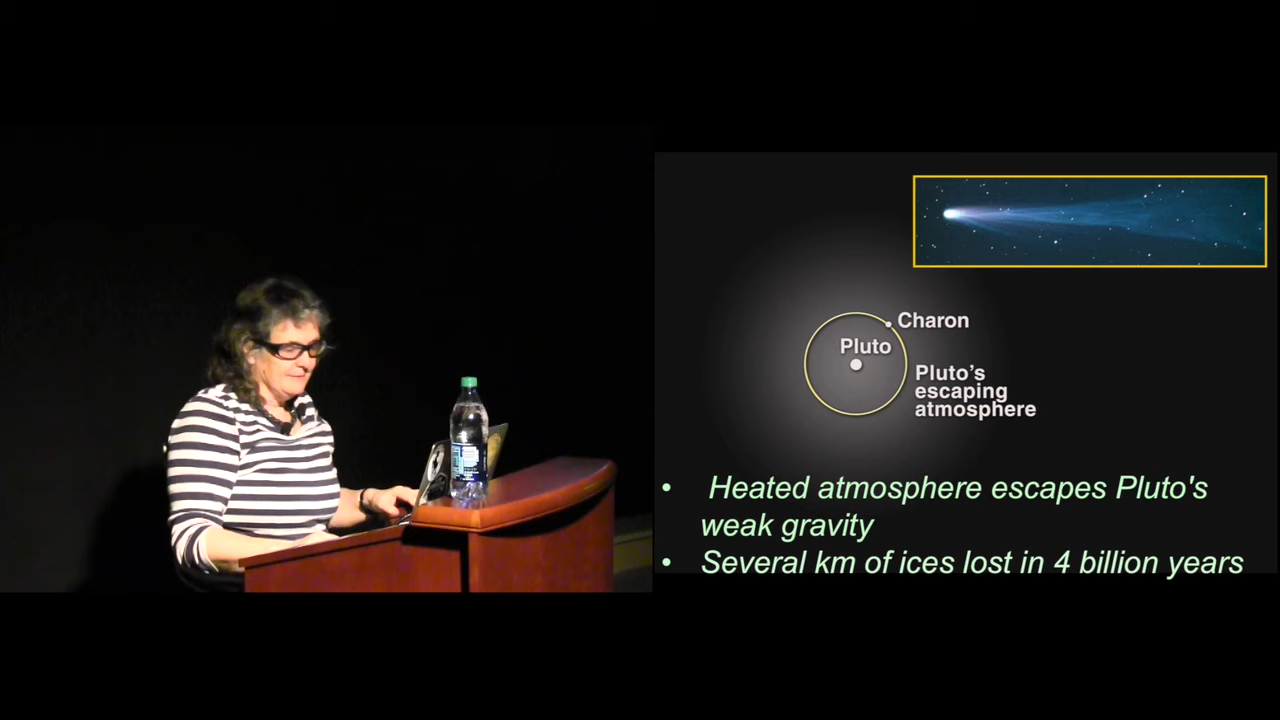 Charon
Pluto
Pluto's
escaping
atmosphere
• Heated atmosphere escapes Pluto's
weak gravity
• Several km of ices lost in 4 billion years